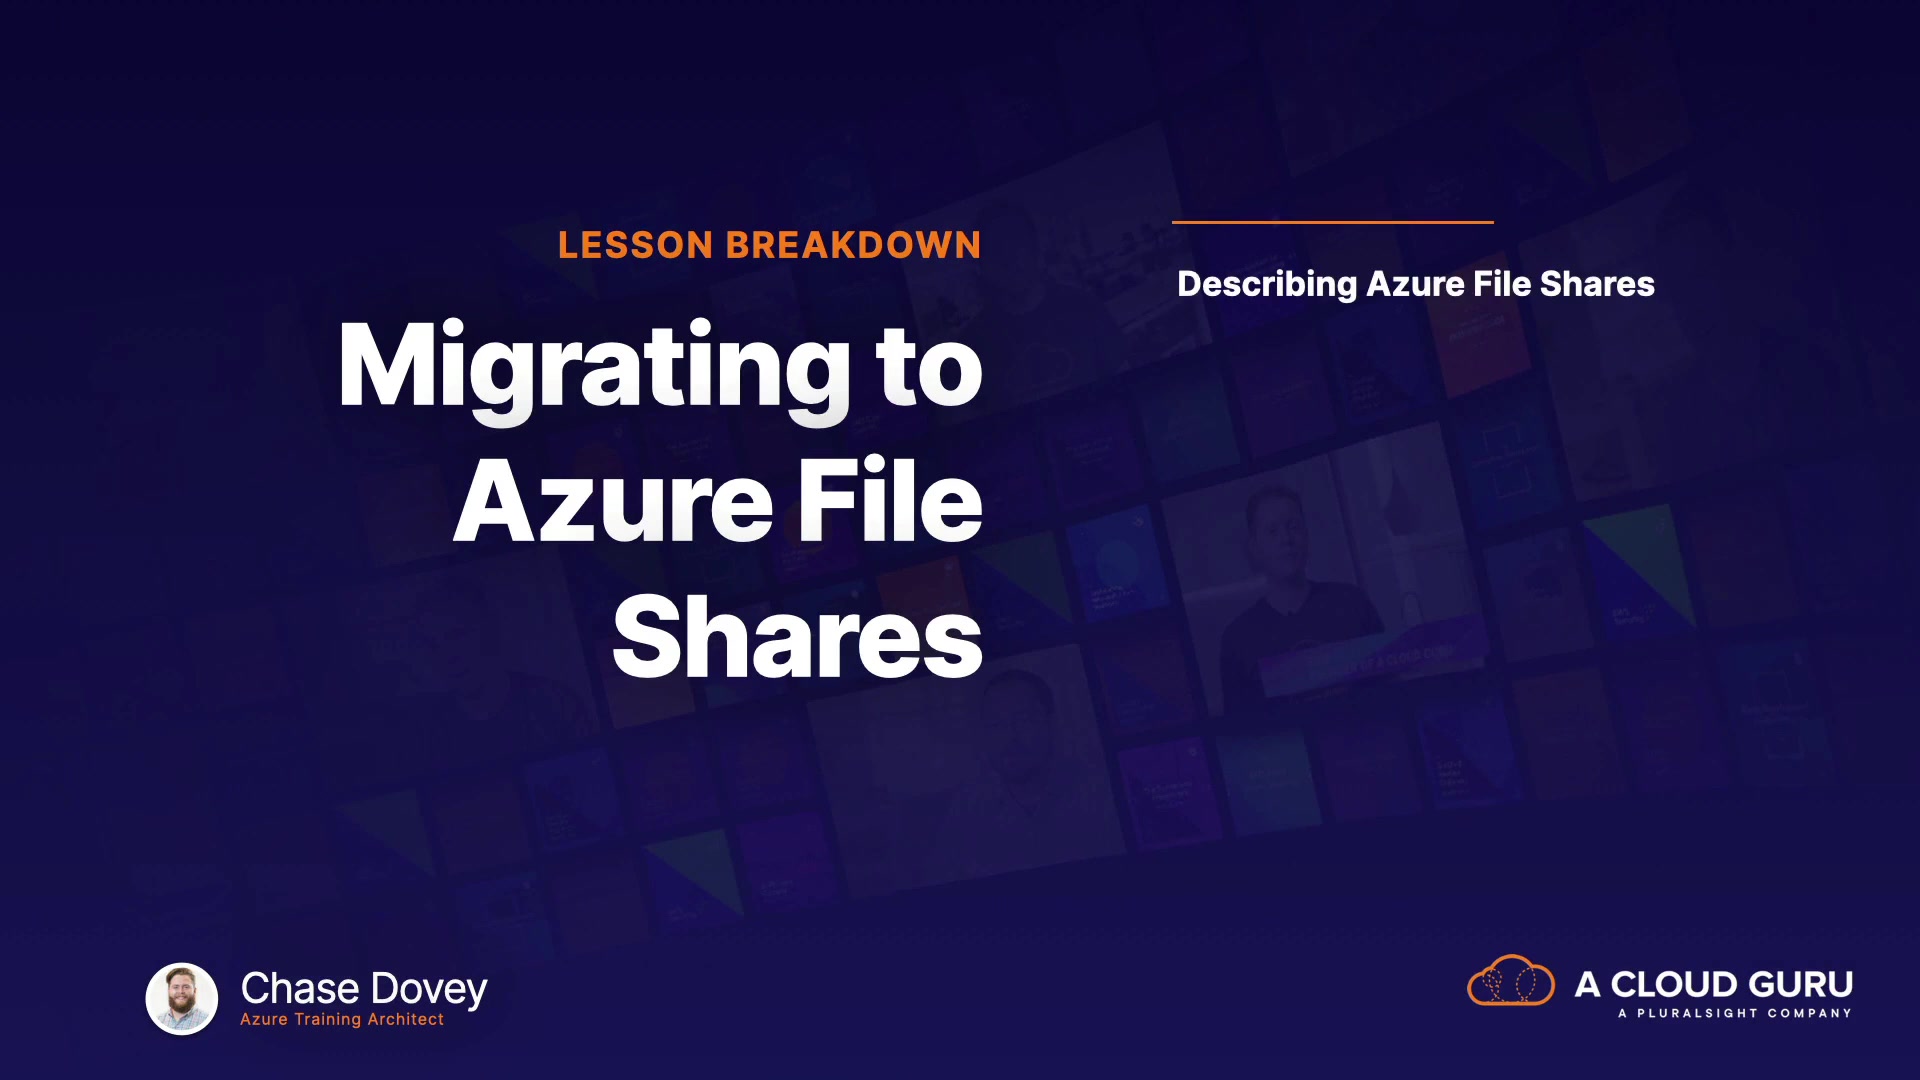 LESSON BREAKDOWN
Migrating to
Azure File
Shares
Describing Azure File Shares
Chase Dovey
Azure Training Architect
A CLOUD GURU
A PLURALSIGHT COMPANY